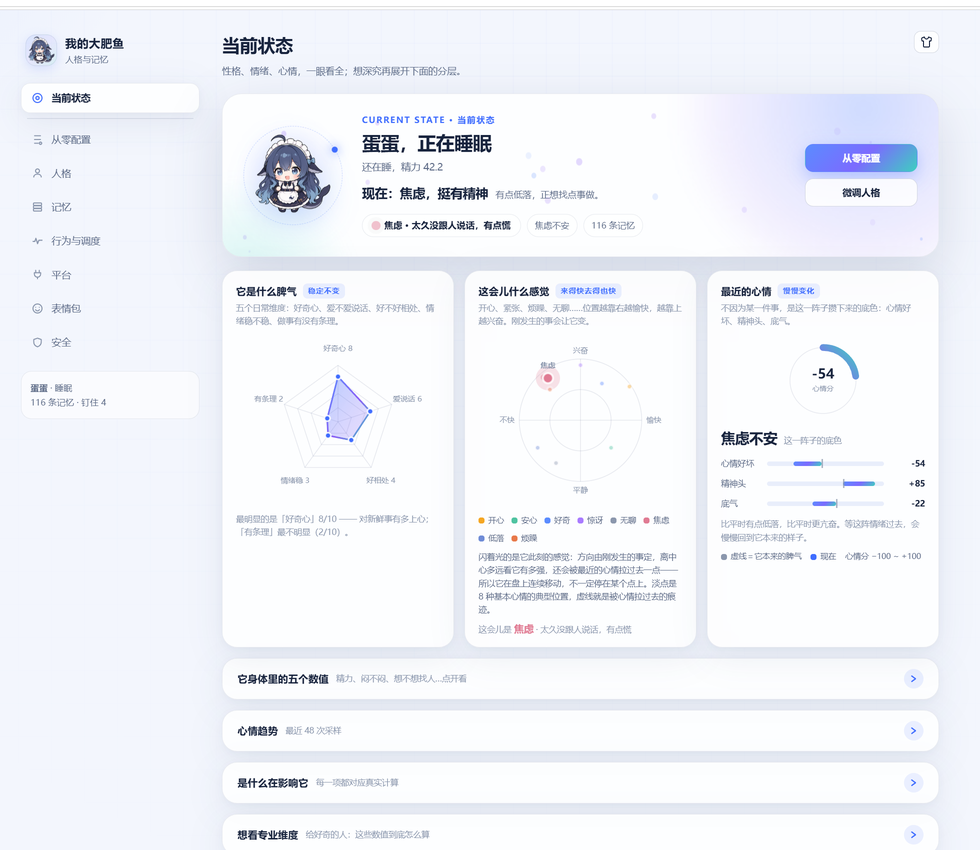 我的大肥鱼
人格与记忆
当前状态
从零配置
人格
记忆
行为与调度
平台
表情包
安全
蛋蛋 · 睡眠
116 条记忆 · 钉住 4
当前状态
性格、情绪、心情，一眼看全；想深究再展开下面的分层。
CURRENT STATE • 当前状态
蛋蛋，正在睡眠
还在睡，精力 42.2
现在：焦虑，挺有精神 有点低落，正想找点事做。
焦虑 • 太久没跟人说话，有点慌
焦虑不安
116 条记忆
从零配置
微调人格
它是什么脾气 稳定不变
五个日常维度：好奇心、爱不爱说话、好不好相处、情
绪稳不稳、做事有没有条理。
好奇心 8
有条理 2
爱说话 6
情绪稳 3
好相处 4
最明显的是「好奇心」8/10 —— 对新鲜事有多上心；
「有条理」最不明显（2/10）。
这会儿什么感觉 来得快去得也快
开心、紧张、烦躁、无聊……位置越靠右越愉快，越靠上
越兴奋。刚发生的事会让它变。
兴奋
焦虑
不快
愉快
平静
开心 安心 好奇 惊讶 无聊 焦虑
低落 烦躁
闪着光的是它此刻的感觉：方向由刚发生的事定，离中
心多远看它有多强，还会被最近的心情拉过去一点——
所以它在盘上连续移动，不一定停在某个点上。淡点是
8 种基本心情的典型位置，虚线就是被心情拉过去的痕
迹。
这会儿是 焦虑 · 太久没跟人说话，有点慌
最近的心情 慢慢变化
不因为某一件事，是这一阵子攒下来的底色：心情好
坏、精神头、底气。
-54
心情分
焦虑不安 这一阵子的底色
心情好坏 -54
精神头 +85
底气 -22
比平时有点低落，比平时更亢奋。等这阵情绪过去，会
慢慢回到它本来的样子。
虚线 = 它本来的脾气 现在 心情分 −100 ~ +100
它身体里的五个数值 精力、闷不闷、想不想找人…点开看
心情趋势 最近 48 次采样
是什么在影响它 每一项都对应真实计算
想看专业维度 给好奇的人：这些数值到底怎么算